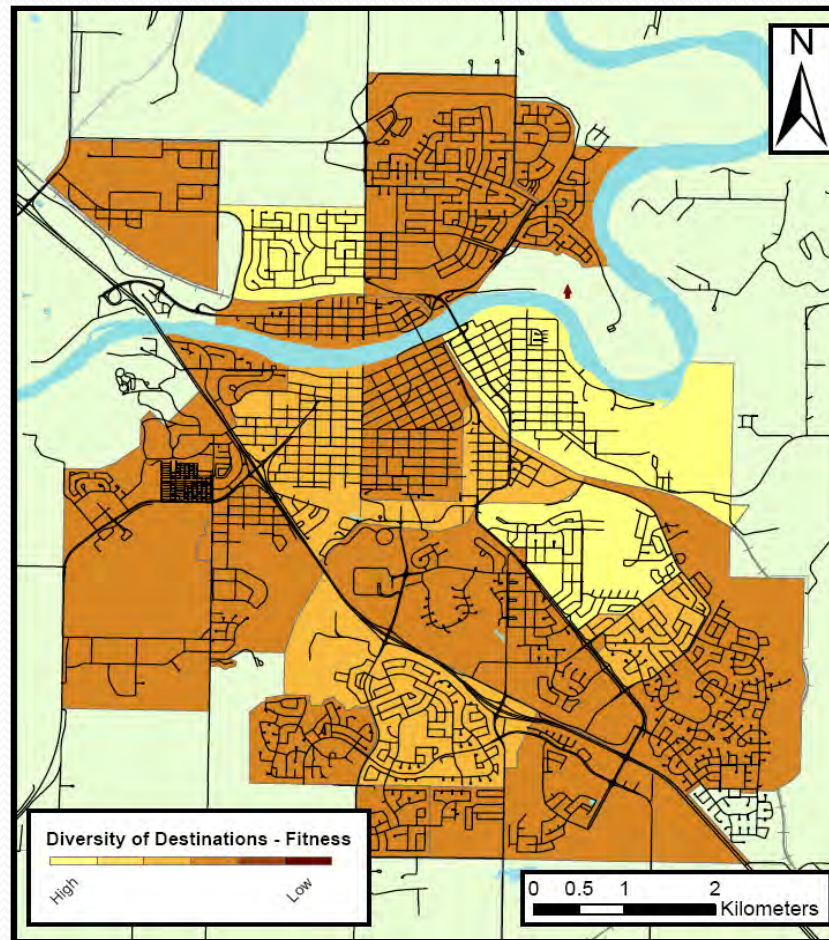 N
Diversity of Destinations - Fitness
High
Low
0 0.5 1 2
Kilometers